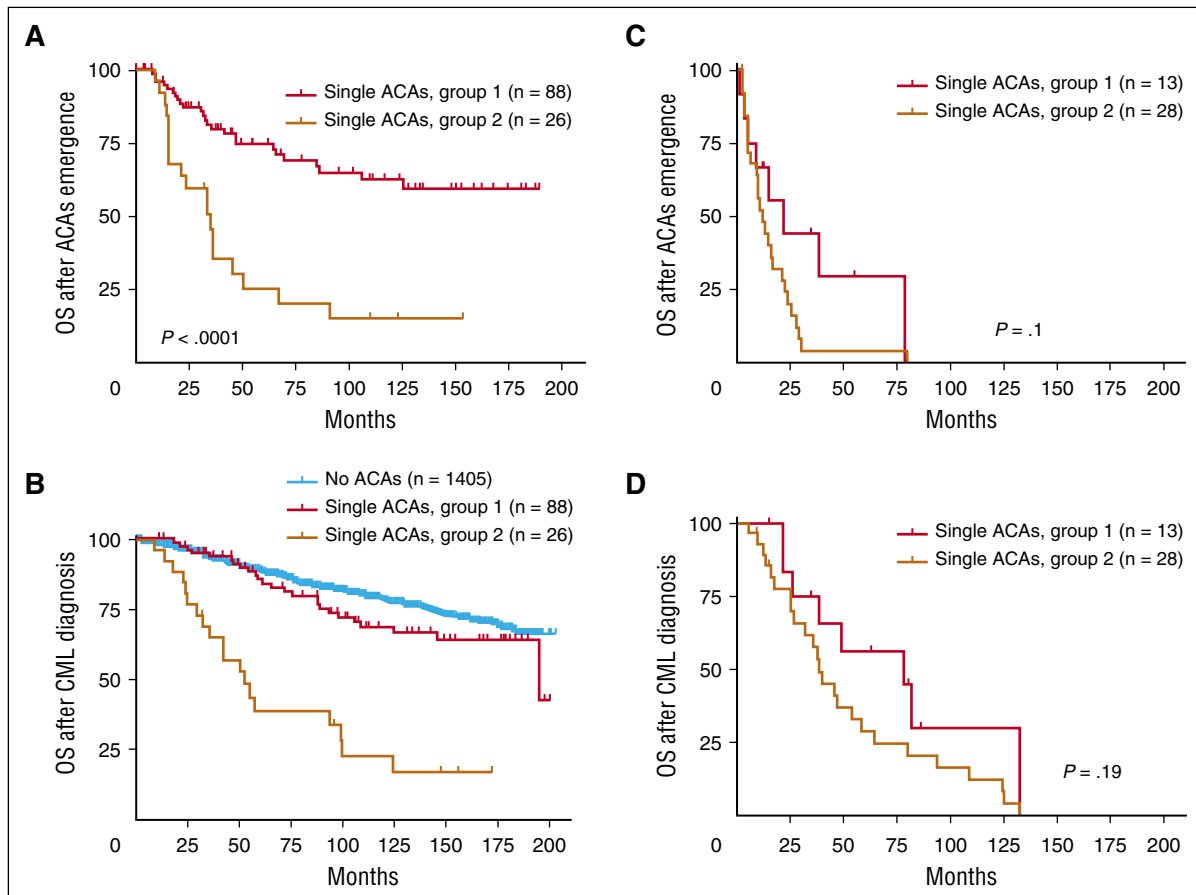 A
OS after ACAs emergence
100
75
50
25
0
Single ACAs, group 1 (n = 88)
Single ACAs, group 2 (n = 26)
P < .0001
25 50 75 100 125 150 175 200
Months
C
OS after ACAs emergence
100
75
50
25
0
Single ACAs, group 1 (n = 13)
Single ACAs, group 2 (n = 28)
P = .1
25 50 75 100 125 150 175 200
Months
B
OS after CML diagnosis
100
75
50
25
0
No ACAs (n = 1405)
Single ACAs, group 1 (n = 88)
Single ACAs, group 2 (n = 26)
25 50 75 100 125 150 175 200
Months
D
OS after CML diagnosis
100
75
50
25
0
Single ACAs, group 1 (n = 13)
Single ACAs, group 2 (n = 28)
P = .19
25 50 75 100 125 150 175 200
Months